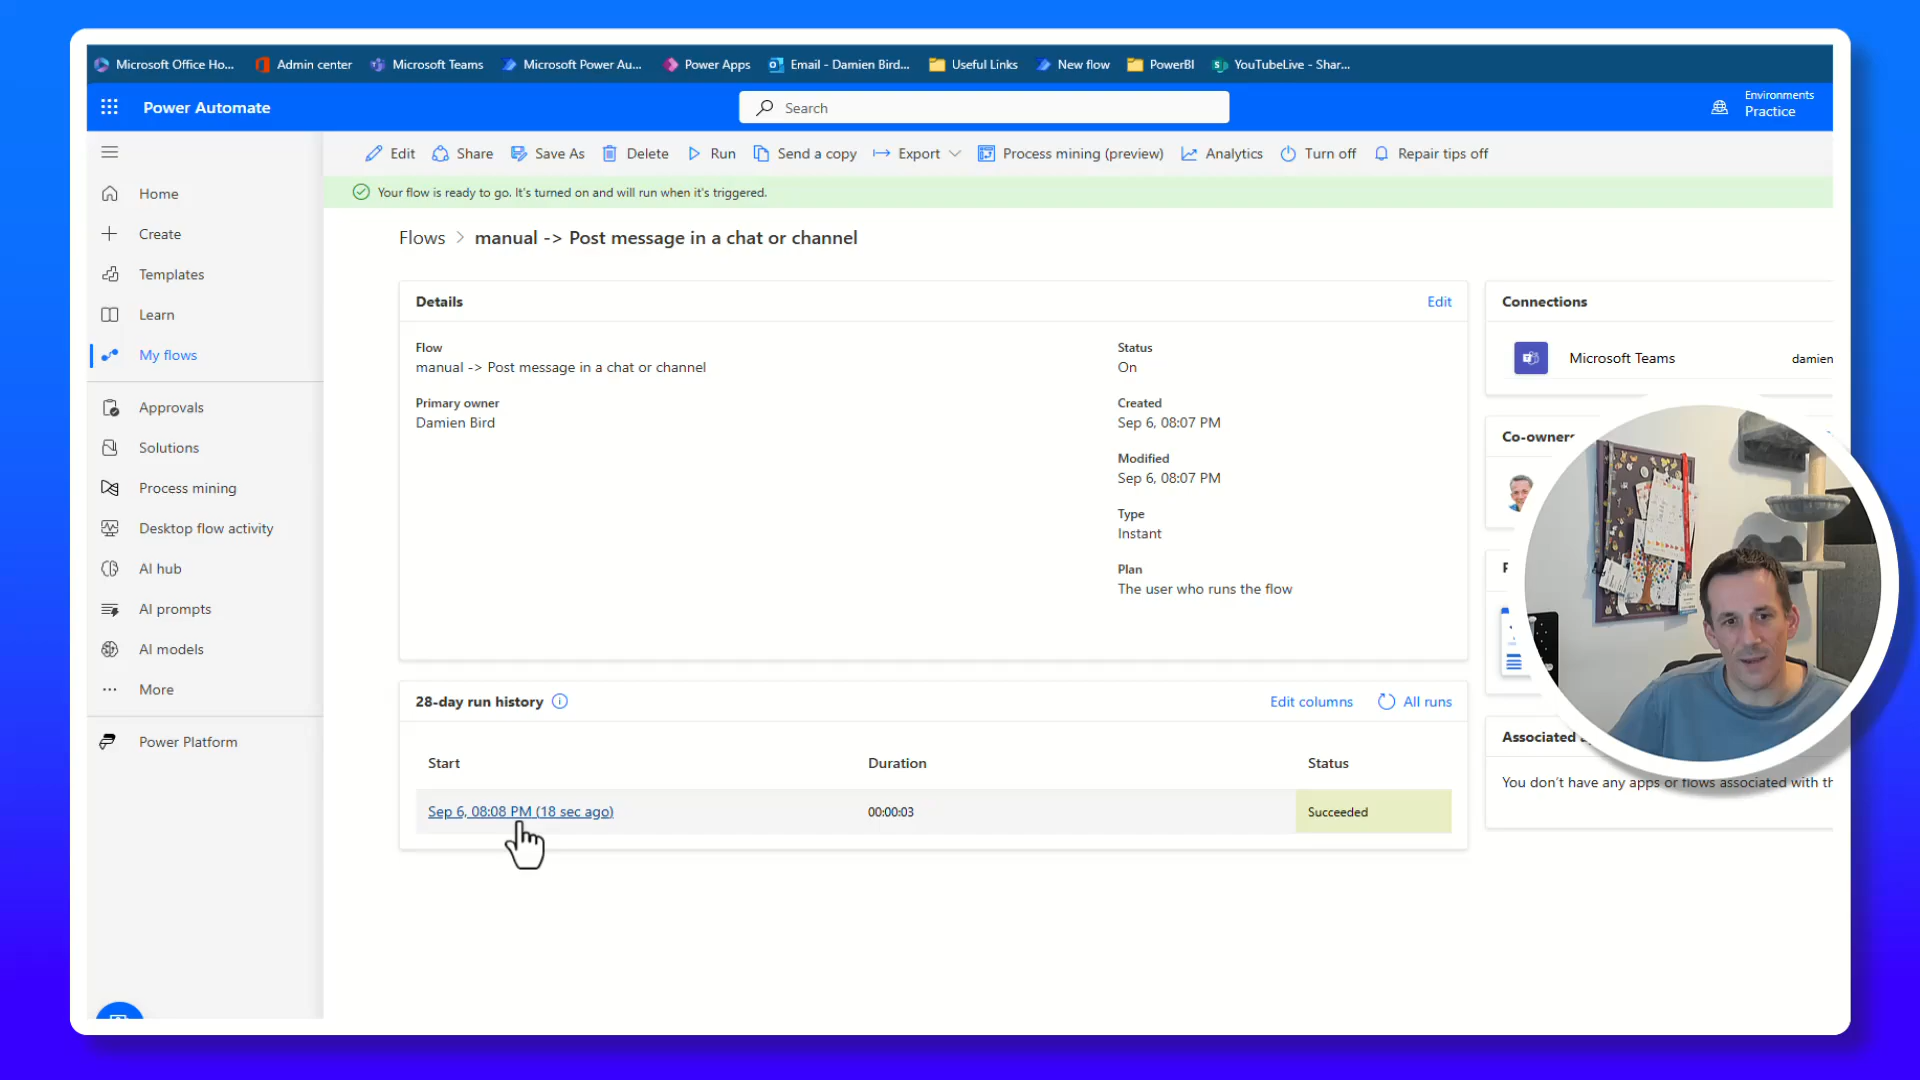 Microsoft Office Ho...
Admin center
Microsoft Teams
Microsoft Power Au...
Power Apps
Email - Damien Bird...
Useful Links
New flow
PowerBI
YouTubeLive - Shar...
Power Automate
Search
Environments
Practice
Edit
Share
Save As
Delete
Run
Send a copy
Export
Process mining (preview)
Analytics
Turn off
Repair tips off
Home
Create
Templates
Learn
My flows
Approvals
Solutions
Process mining
Desktop flow activity
AI hub
AI prompts
AI models
More
Power Platform
Your flow is ready to go. It's turned on and will run when it's triggered.
Flows > manual -> Post message in a chat or channel
Details
Edit
Flow
manual -> Post message in a chat or channel
Primary owner
Damien Bird
Status
On
Created
Sep 6, 08:07 PM
Modified
Sep 6, 08:07 PM
Type
Instant
Plan
The user who runs the flow
28-day run history
Edit columns
All runs
Start
Duration
Status
Sep 6, 08:08 PM (18 sec ago)
00:00:03
Succeeded
Connections
Microsoft Teams
damien
Co-owners
Associated
You don't have any apps or flows associated with th